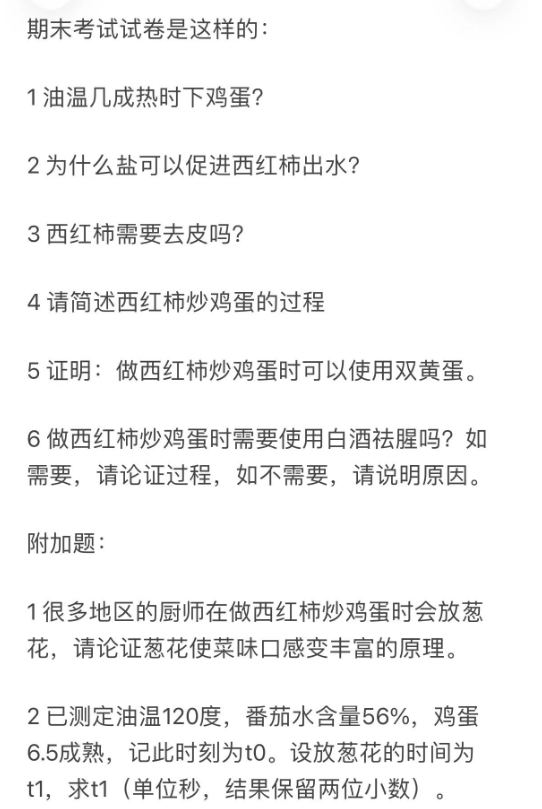 期末考试试卷是这样的：
1 油温几成热时下鸡蛋？
2 为什么盐可以促进西红柿出水？
3 西红柿需要去皮吗？
4 请简述西红柿炒鸡蛋的过程
5 证明：做西红柿炒鸡蛋时可以使用双黄蛋。
6 做西红柿炒鸡蛋时需要使用白酒祛腥吗？如
需要，请论证过程，如不需要，请说明原因。
附加题：
1 很多地区的厨师在做西红柿炒鸡蛋时会放葱
花，请论证葱花使菜味口感变丰富的原理。
2 已测定油温120度，番茄水含量56%，鸡蛋
6.5成熟，记此时刻为t0。设放葱花的时间为
t1，求t1（单位秒，结果保留两位小数）。